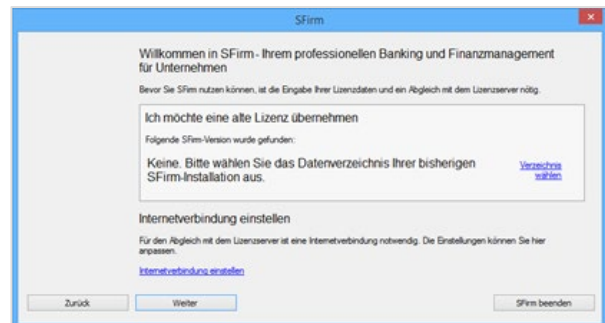 SFirm
Willkommen in SFirm - Ihrem professionellen Banking und Finanzmanagement
für Unternehmen
Bevor Sie SFirm nutzen können, ist die Eingabe Ihrer Lizenzdaten und ein Abgleich mit dem Lizenzserver nötig.
Ich möchte eine alte Lizenz übernehmen
Folgende SFirm-Version wurde gefunden:
Keine. Bitte wählen Sie das Datenverzeichnis Ihrer bisherigen
SFirm-Installation aus.
Verzeichnis
wählen
Internetverbindung einstellen
Für den Abgleich mit dem Lizenzserver ist eine Internetverbindung notwendig. Die Einstellungen können Sie hier
anpassen.
Internetverbindung einstellen
Zurück
Weiter
SFirm beenden